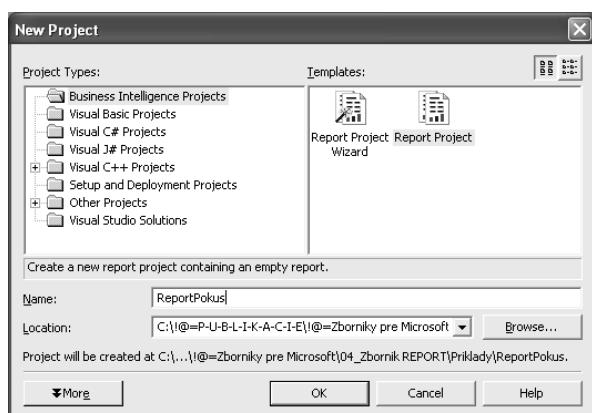 New Project
Project Types:
Templates:
Business Intelligence Projects
Visual Basic Projects
Visual C# Projects
Visual J# Projects
Visual C++ Projects
Setup and Deployment Projects
Other Projects
Visual Studio Solutions
Report Project Wizard
Report Project
Create a new report project containing an empty report.
Name:
ReportPokus
Location:
C:\!@=P-U-B-L-I-K-A-C-I-E\!@=Zborniky pre Microsoft
Browse...
Project will be created at C:\...\!@=Zborniky pre Microsoft\04_Zbornik REPORT\Priklady\ReportPokus.
More
OK
Cancel
Help